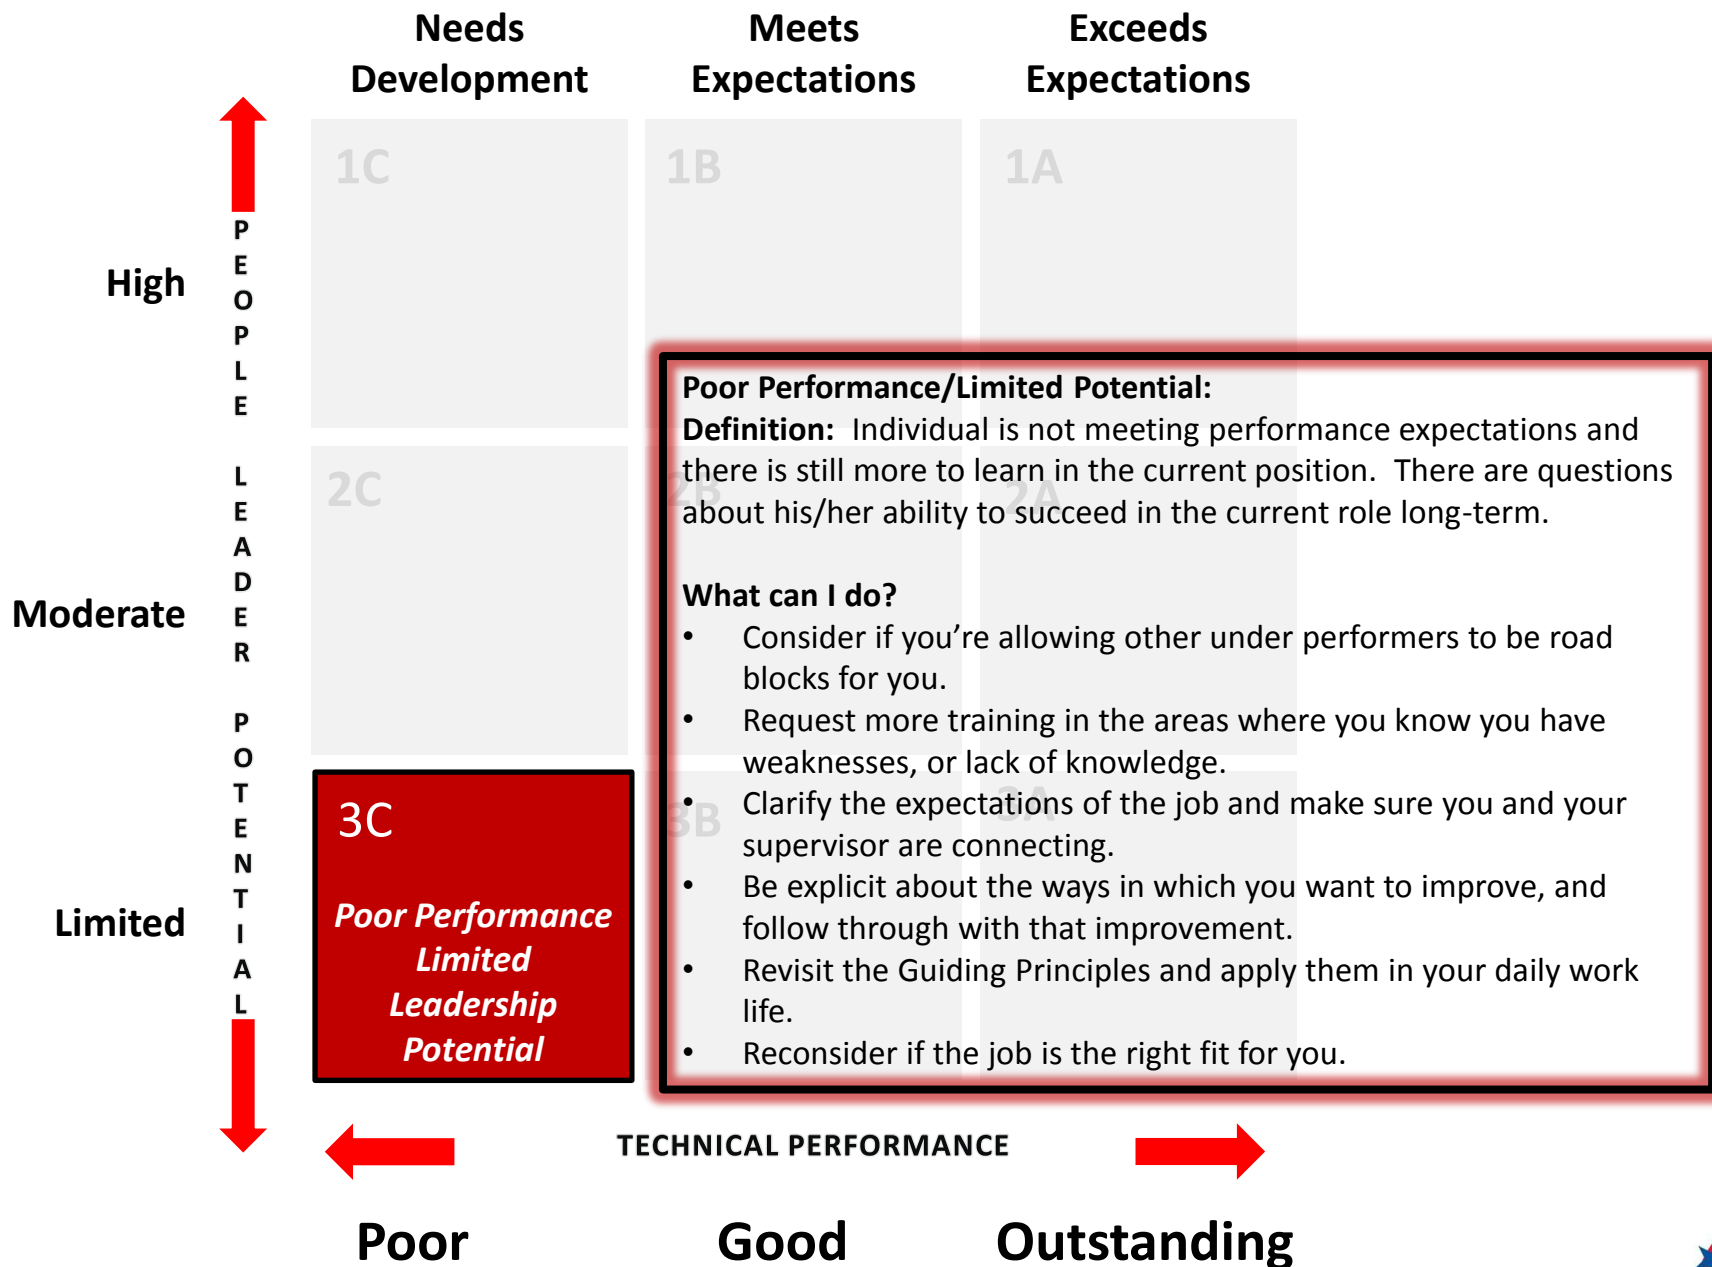 Needs
Development
Meets
Expectations
Exceeds
Expectations
1C
1B
1A
High
PEOPLE LEADER POTENTIAL
Poor Performance/Limited Potential:
Definition:  Individual is not meeting performance expectations and
there is still more to learn in the current position.  There are questions
about his/her ability to succeed in the current role long-term.
2C
2B
2A
What can I do?
• Consider if you’re allowing other under performers to be road
blocks for you.
• Request more training in the areas where you know you have
weaknesses, or lack of knowledge.
• Clarify the expectations of the job and make sure you and your
supervisor are connecting.
• Be explicit about the ways in which you want to improve, and
follow through with that improvement.
• Revisit the Guiding Principles and apply them in your daily work
life.
• Reconsider if the job is the right fit for you.
Moderate
3C
3B
3A
Poor Performance
Limited
Leadership
Potential
Limited
TECHNICAL PERFORMANCE
Poor
Good
Outstanding